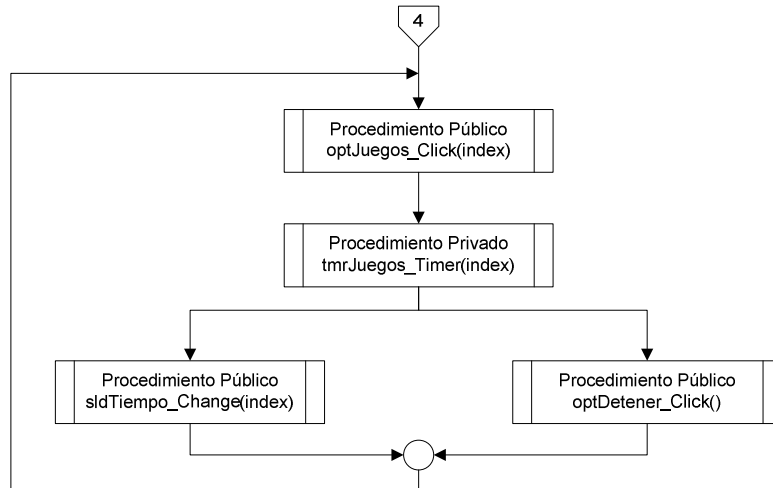 4
Procedimiento Público
optJuegos_Click(index)
Procedimiento Privado
tmrJuegos_Timer(index)
Procedimiento Público
sldTiempo_Change(index)
Procedimiento Público
optDetener_Click()